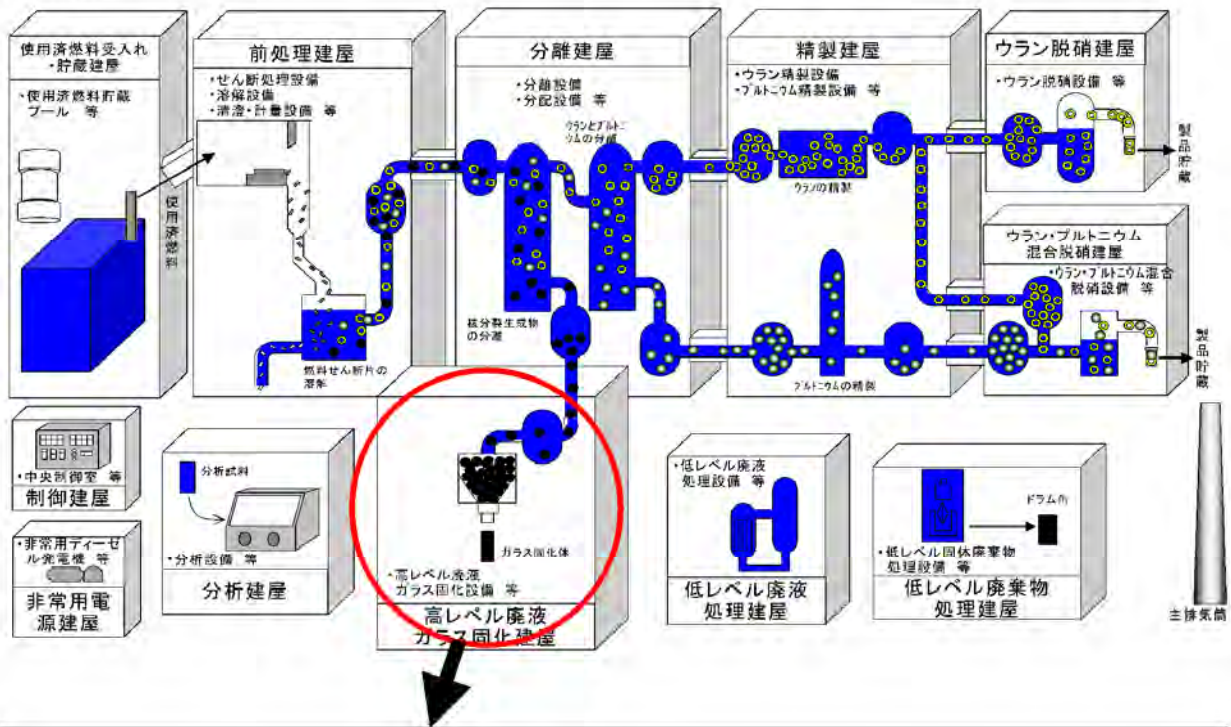 使用済燃料受入れ
・貯蔵建屋
・使用済燃料貯蔵
プール 等
使用済燃料
前処理建屋
・せん断処理設備
・溶解設備
・清澄・計量設備 等
燃料せん断片の
溶解
分離建屋
・分離設備
・分配設備 等
ウランとプルトニ
ウムの分離
核分裂生成物
の分離
精製建屋
・ウラン精製設備
・プルトニウム精製設備 等
ウランの精製
プルトニウムの精製
ウラン脱硝建屋
・ウラン脱硝設備 等
製品貯蔵
ウラン・プルトニウム
混合脱硝建屋
・ウラン・プルトニウム混合
脱硝設備 等
製品貯蔵
・中央制御室 等
制御建屋
・非常用ディーゼ
ル発電機 等
非常用電
源建屋
分析試料
・分析設備 等
分析建屋
ガラス固化体
・高レベル廃液
ガラス固化設備 等
高レベル廃液
ガラス固化建屋
・低レベル廃液
処理設備 等
低レベル廃液
処理建屋
ドラム缶
・低レベル固体廃棄物
処理設備 等
低レベル廃棄物
処理建屋
主排気筒